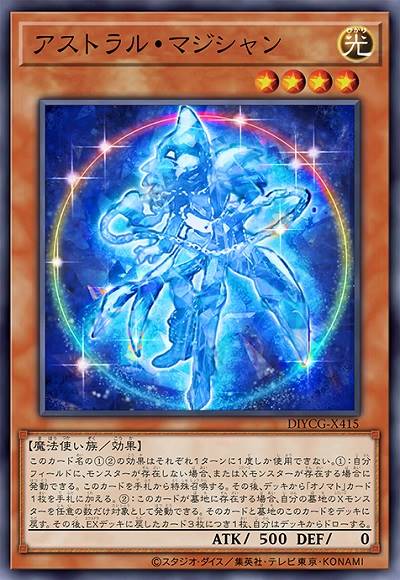 アストラル・マジシャン
光
DIYCG-X415
【魔法使い族/効果】
このカード名の①②の効果はそれぞれ1ターンに1度しか使用できない。①:自分
フィールドに、モンスターが存在しない場合、またはXモンスターが存在する場合に
発動できる。このカードを手札から特殊召喚する。その後、デッキから「オノマト」カード
1枚を手札に加える。②:このカードが墓地に存在する場合、自分の墓地のXモンス
ターを任意の数だけ対象として発動できる。そのカードと墓地のこのカードをデッキに
戻す。その後、EXデッキに戻したカード3枚につき1枚、自分はデッキからドローする。
ATK/ 500 DEF/ 0
©スタジオ・ダイス/集英社・テレビ東京・KONAMI